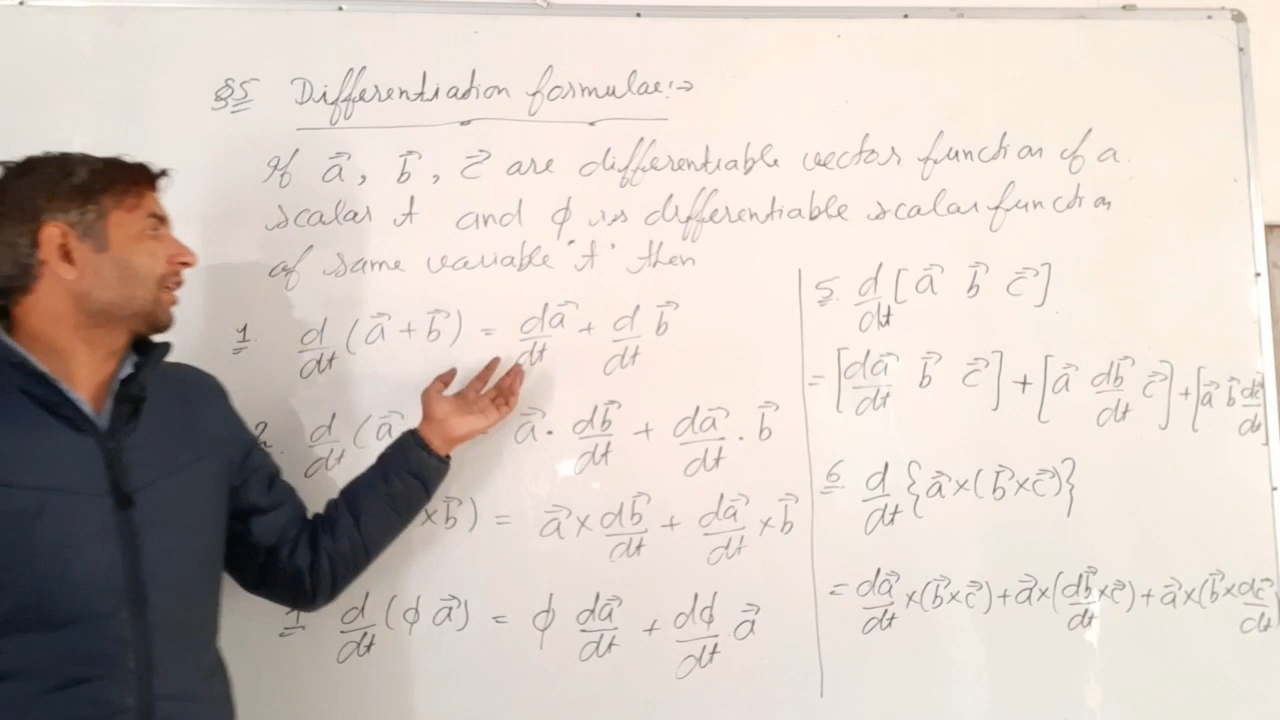 §5 Differentiation formulae:→
If a⃗, b⃗, c⃗ are differentiable vector function of a
scalar t and ϕ is differentiable scalar function
of same variable 't' then
1. d/dt (a⃗ + b⃗) = da⃗/dt + d/dt b⃗
2. d/dt (a⃗ = a⃗ · db⃗/dt + da⃗/dt · b⃗
×b⃗) = a⃗ × db⃗/dt + da⃗/dt × b⃗
d/dt (ϕ a⃗) = ϕ da⃗/dt + dϕ/dt a⃗
5. d/dt [a⃗ b⃗ c⃗]
= [da⃗/dt b⃗ c⃗] + [a⃗ db⃗/dt c⃗] + [a⃗ b⃗ dc⃗/dt]
6 d/dt {a⃗×(b⃗×c⃗)}
= da⃗/dt ×(b⃗×c⃗) + a⃗×(db⃗/dt ×c⃗) + a⃗×(b⃗× dc⃗/dt)